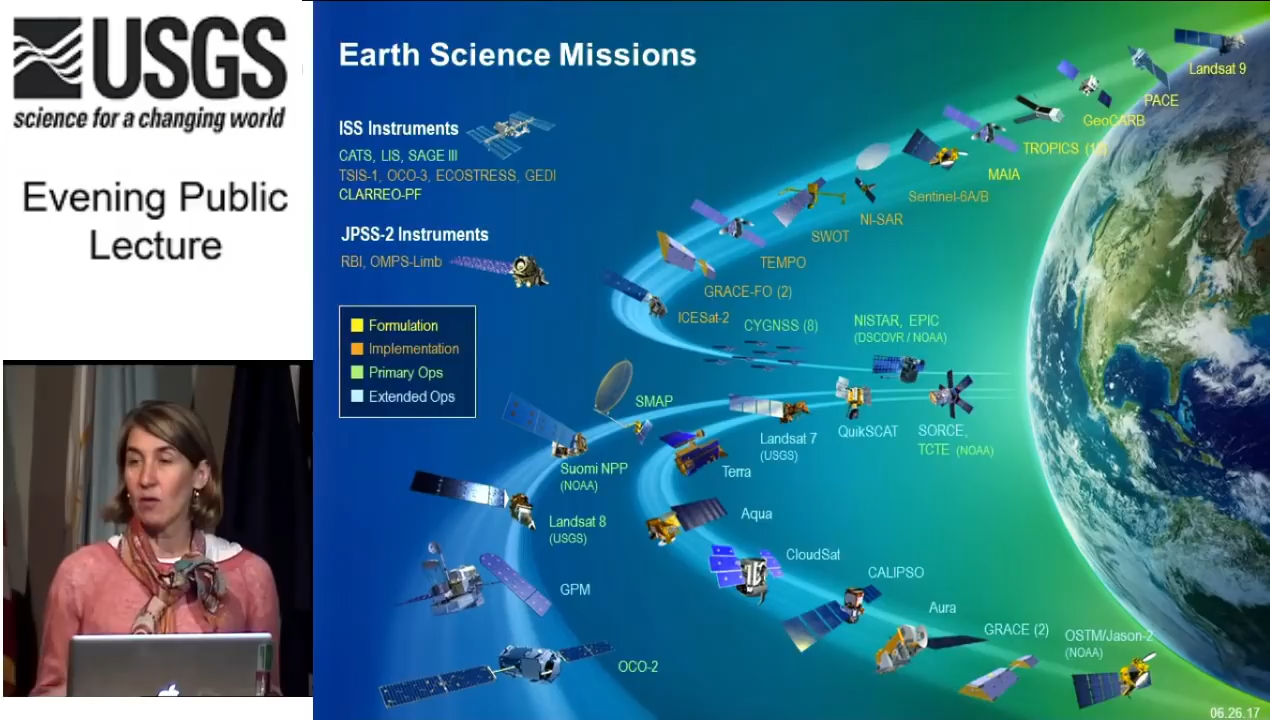 USGS
science for a changing world
Evening Public
Lecture
Earth Science Missions
ISS Instruments
CATS, LIS, SAGE III
TSIS-1, OCO-3, ECOSTRESS, GEDI
CLARREO-PF
JPSS-2 Instruments
RBI, OMPS-Limb
Formulation
Implementation
Primary Ops
Extended Ops
Landsat 9
PACE
GeoCARB
TROPICS (12)
MAIA
Sentinel-6A/B
NI-SAR
SWOT
TEMPO
GRACE-FO (2)
ICESat-2
CYGNSS (8)
NISTAR, EPIC
(DSCOVR / NOAA)
SORCE,
TCTE (NOAA)
QuikSCAT
Landsat 7
(USGS)
SMAP
Terra
Suomi NPP
(NOAA)
Aqua
Landsat 8
(USGS)
CloudSat
GPM
CALIPSO
Aura
GRACE (2)
OSTM/Jason-2
(NOAA)
OCO-2
06.26.17